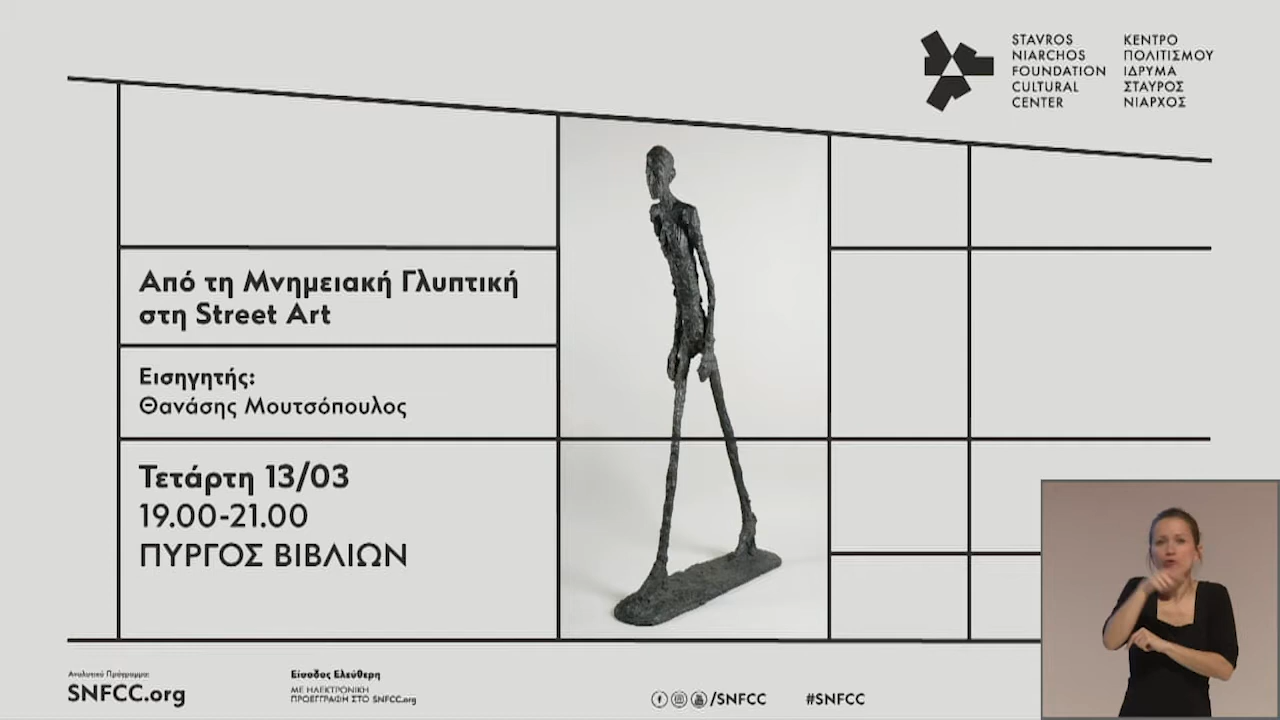 STAVROS
NIARCHOS
FOUNDATION
CULTURAL
CENTER
ΚΕΝΤΡΟ
ΠΟΛΙΤΙΣΜΟΥ
ΙΔΡΥΜΑ
ΣΤΑΥΡΟΣ
ΝΙΑΡΧΟΣ
Από τη Μνημειακή Γλυπτική
στη Street Art
Εισηγητής:
Θανάσης Μουτσόπουλος
Τετάρτη 13/03
19.00-21.00
ΠΥΡΓΟΣ ΒΙΒΛΙΩΝ
Αναλυτικό Πρόγραμμα:
SNFCC.org
Είσοδος Ελεύθερη
ΜΕ ΗΛΕΚΤΡΟΝΙΚΗ
ΠΡΟΕΓΓΡΑΦΗ ΣΤΟ SNFCC.org
/SNFCC
#SNFCC